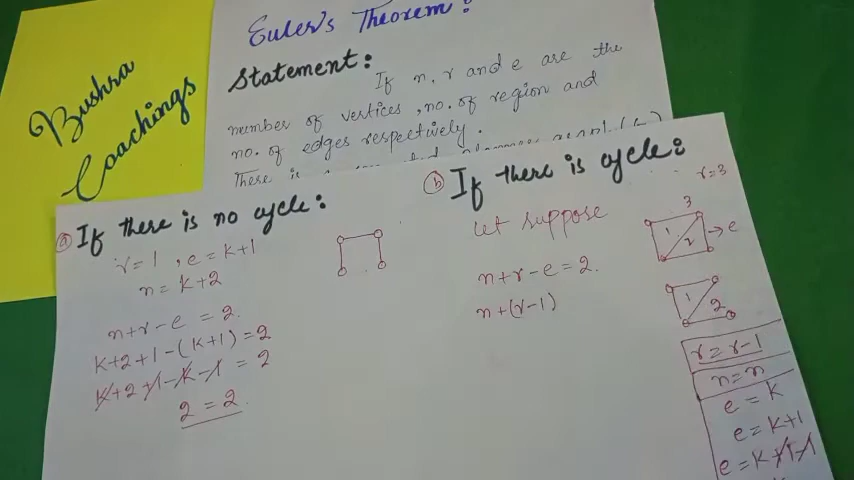 Bushra
Coachings
Euler's Theorem:
Statement:
If n, r and e are the
number of vertices, no. of region and
no. of edges respectively.
There is
ⓐ If there is no cycle:
r=1, e=k+1
n=k+2
n+r-e=2.
k+2+1-(k+1)=2
k+2+1-k-1=2
2=2
ⓑ If there is cycle:
let suppose
n+r-e=2.
n+(r-1)
r=3
3
1
2
→e
1
2
r=r-1
n=n
e=k
e=k+1
e=k+1-1